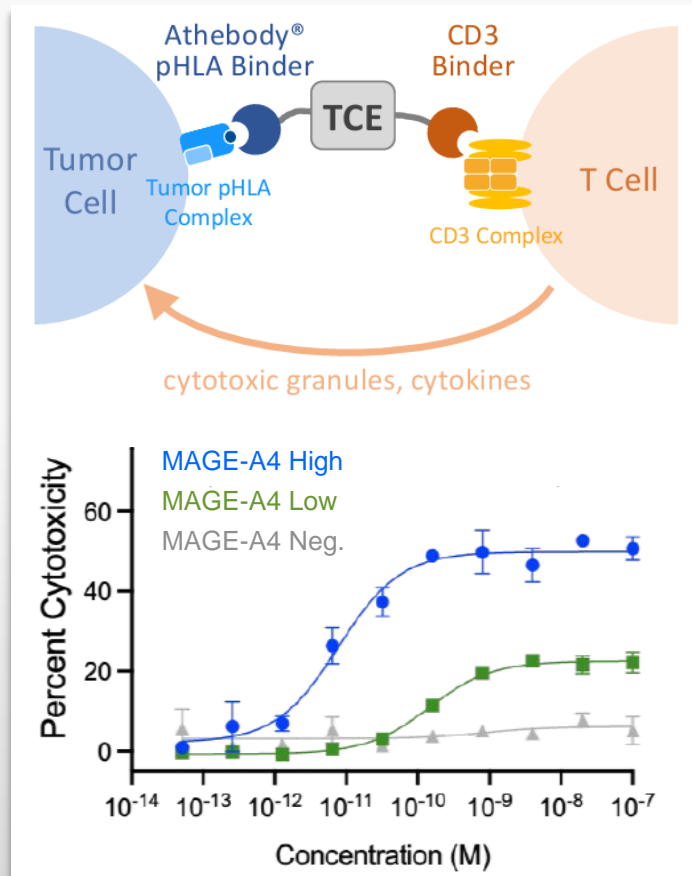 Athebody® CD3
pHLA Binder Binder
TCE
Tumor
Cell
T Cell
Tumor pHLA
Complex
CD3 Complex
cytotoxic granules, cytokines
MAGE-A4 High
MAGE-A4 Low
MAGE-A4 Neg.
Percent Cytotoxicity
60
40
20
0
10-14 10-13 10-12 10-11 10-10 10-9 10-8 10-7
Concentration (M)